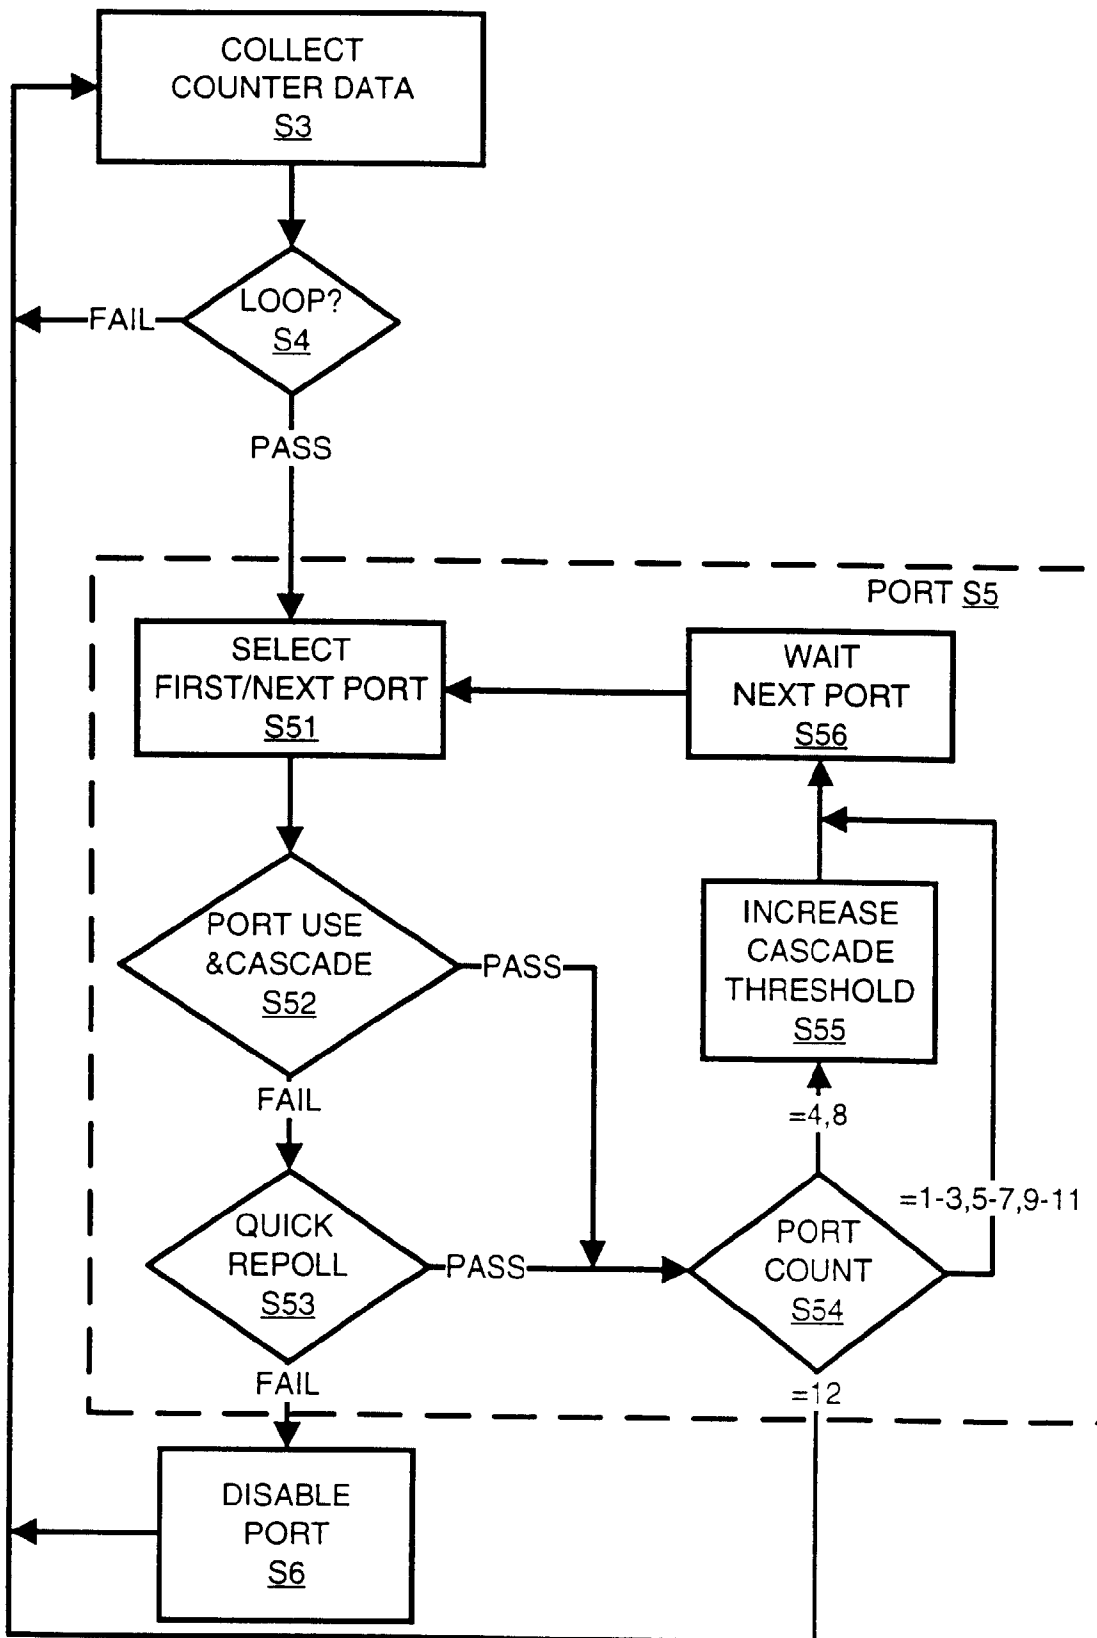 COLLECT
COUNTER DATA
S3
LOOP?
S4
FAIL
PASS
PORT S5
SELECT
FIRST/NEXT PORT
S51
WAIT
NEXT PORT
S56
PORT USE
&CASCADE
S52
PASS
INCREASE
CASCADE
THRESHOLD
S55
FAIL
=4,8
=1-3,5-7,9-11
QUICK
REPOLL
S53
PASS
PORT
COUNT
S54
FAIL
=12
DISABLE
PORT
S6